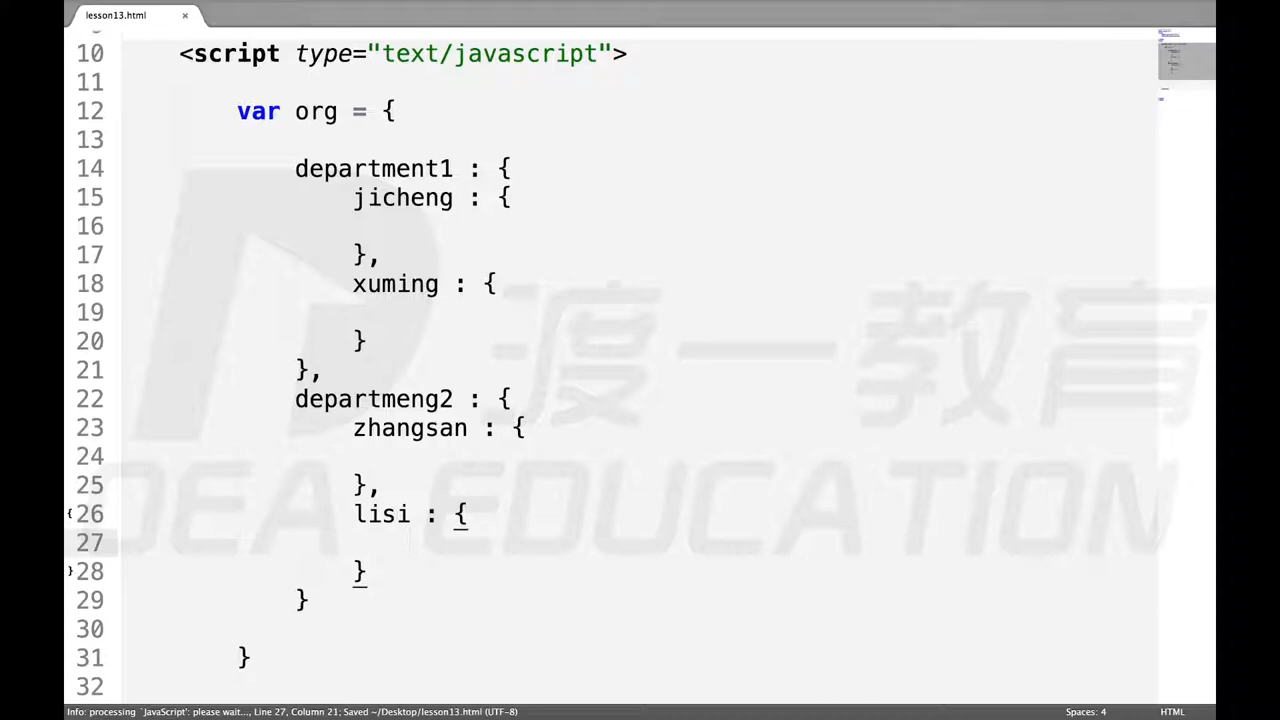 lesson13.html ×
10 <script type="text/javascript">
11
12 var org = {
13
14 department1 : {
15 jicheng : {
16
17 },
18 xuming : {
19
20 }
21 },
22 departmeng2 : {
23 zhangsan : {
24
25 },
{ 26 lisi : {
27
} 28 }
29 }
30
31 }
32
渡一教育
IDEA EDUCATION
Info: processing `JavaScript': please wait..., Line 27, Column 21; Saved ~/Desktop/lesson13.html (UTF-8) Spaces: 4 HTML